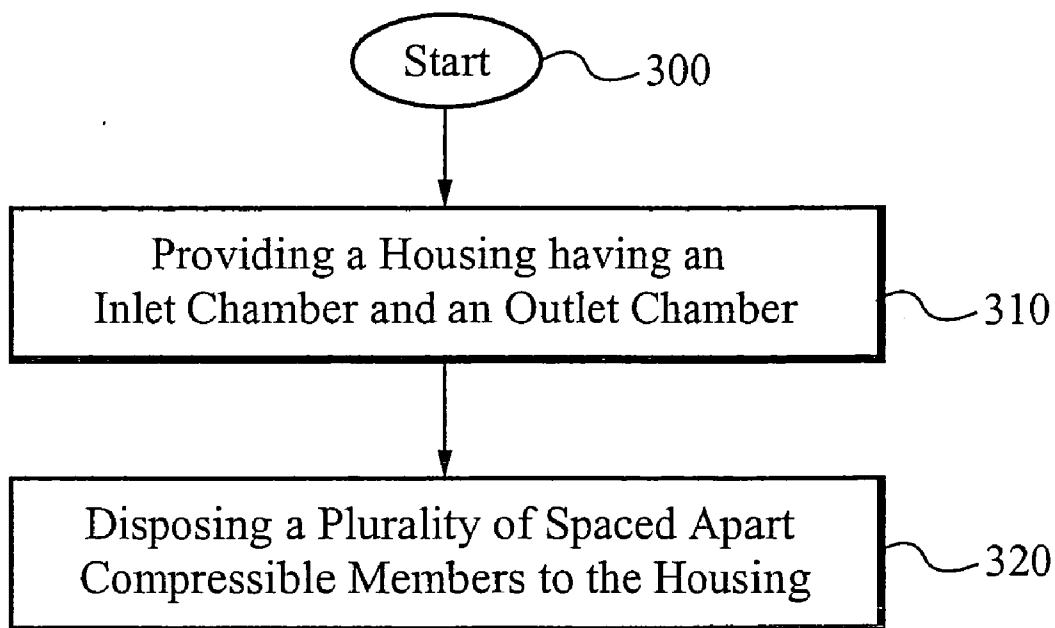 Start
300
Providing a Housing having an
Inlet Chamber and an Outlet Chamber
310
Disposing a Plurality of Spaced Apart
Compressible Members to the Housing
320